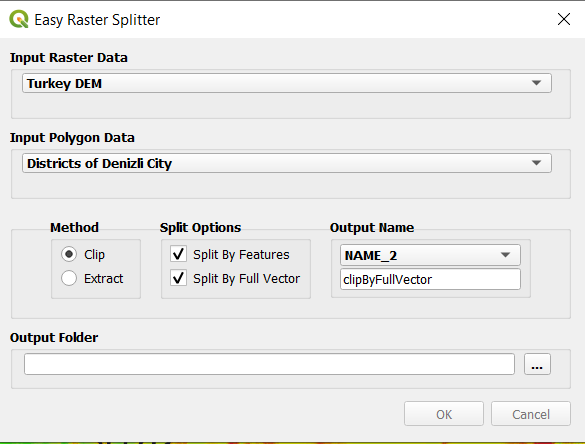 Easy Raster Splitter
Input Raster Data
Turkey DEM
Input Polygon Data
Districts of Denizli City
Method
Split Options
Output Name
Clip
Split By Features
NAME_2
Extract
Split By Full Vector
clipByFullVector
Output Folder
...
OK
Cancel